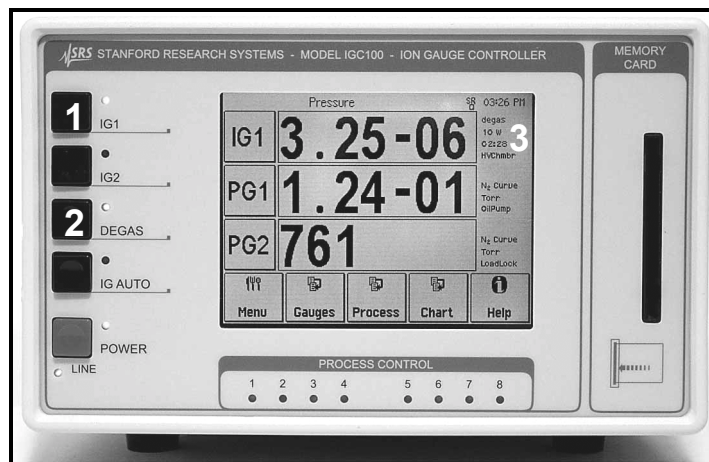 SRS STANFORD RESEARCH SYSTEMS - MODEL IGC100 - ION GAUGE CONTROLLER
MEMORY
CARD
1
IG1
IG2
2
DEGAS
IG AUTO
POWER
LINE
Pressure
SR 03:26 PM
IG1 3.25-06
degas
10 W
02:28
HVChmbr
3
PG1 1.24-01
N₂ Curve
Torr
OilPump
PG2 761
N₂ Curve
Torr
LoadLock
Menu Gauges Process Chart Help
PROCESS CONTROL
1 2 3 4 5 6 7 8